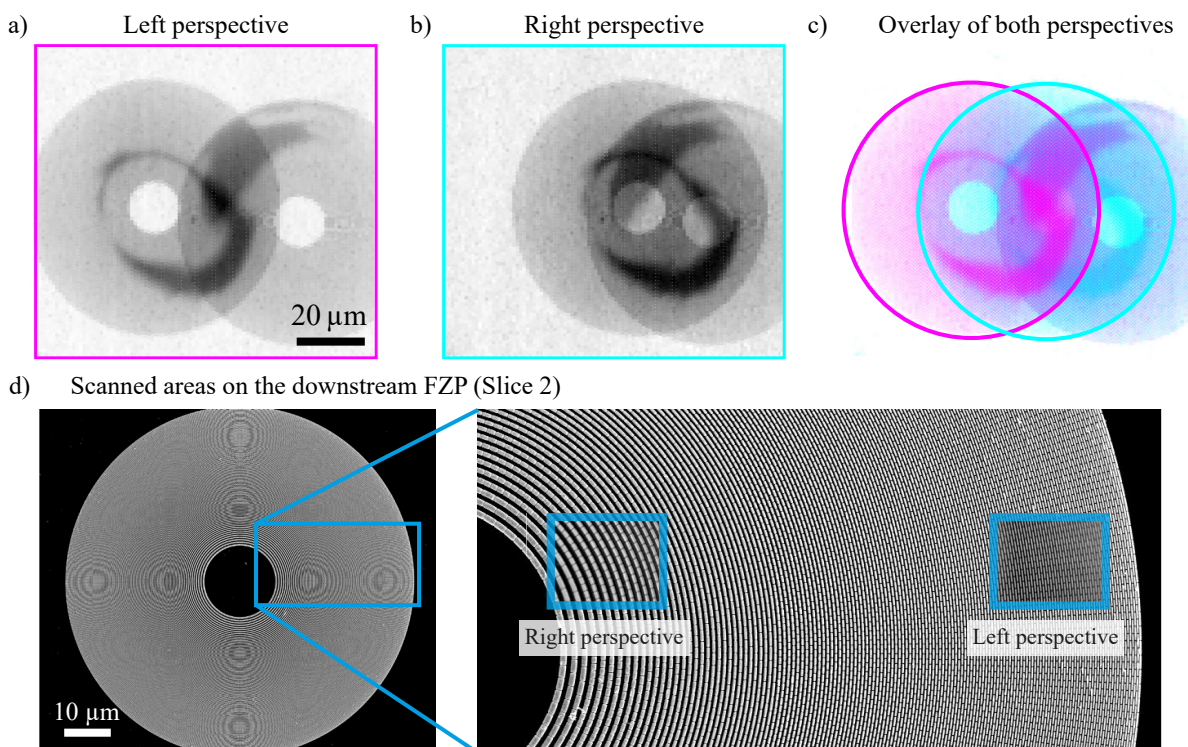 a) Left perspective
b) Right perspective
c) Overlay of both perspectives
20 µm
d) Scanned areas on the downstream FZP (Slice 2)
Right perspective
Left perspective
10 µm